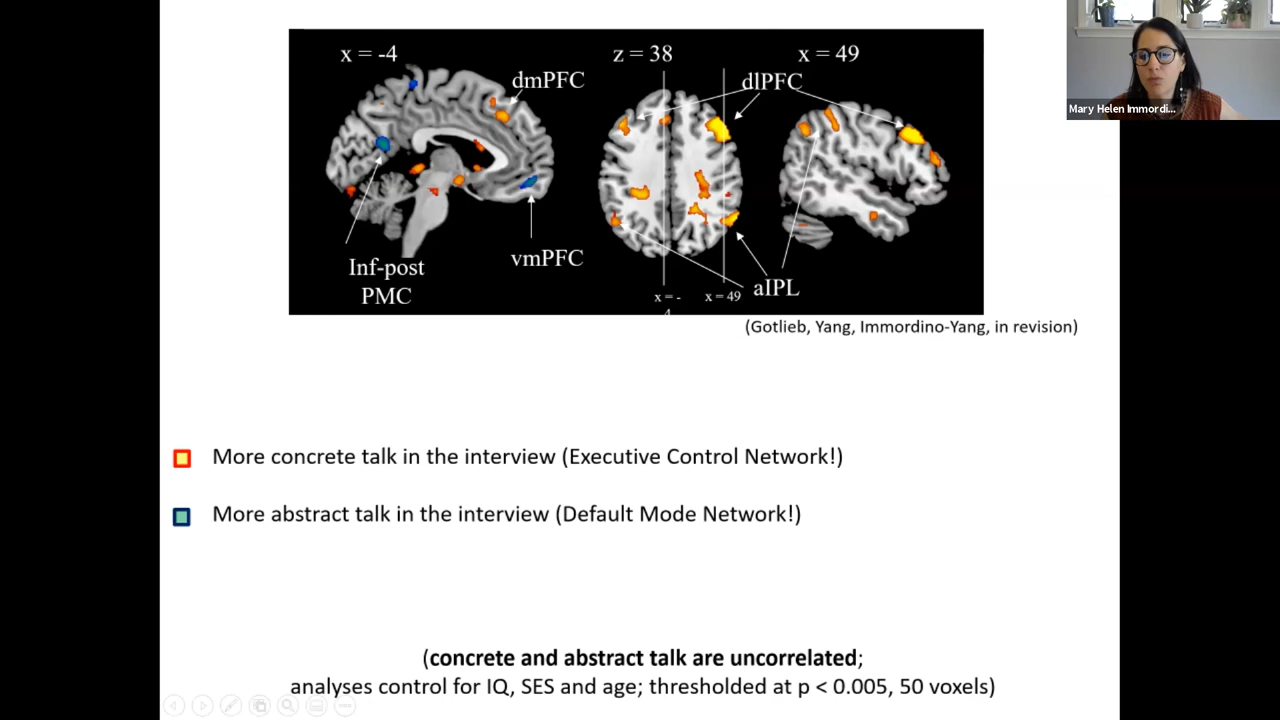 x = -4
z = 38
x = 49
dmPFC
dlPFC
Mary Helen Immordi...
vmPFC
Inf-post
PMC
aIPL
x = -
4
x = 49
(Gotlieb, Yang, Immordino-Yang, in revision)
More concrete talk in the interview (Executive Control Network!)
More abstract talk in the interview (Default Mode Network!)
(concrete and abstract talk are uncorrelated;
analyses control for IQ, SES and age; thresholded at p < 0.005, 50 voxels)